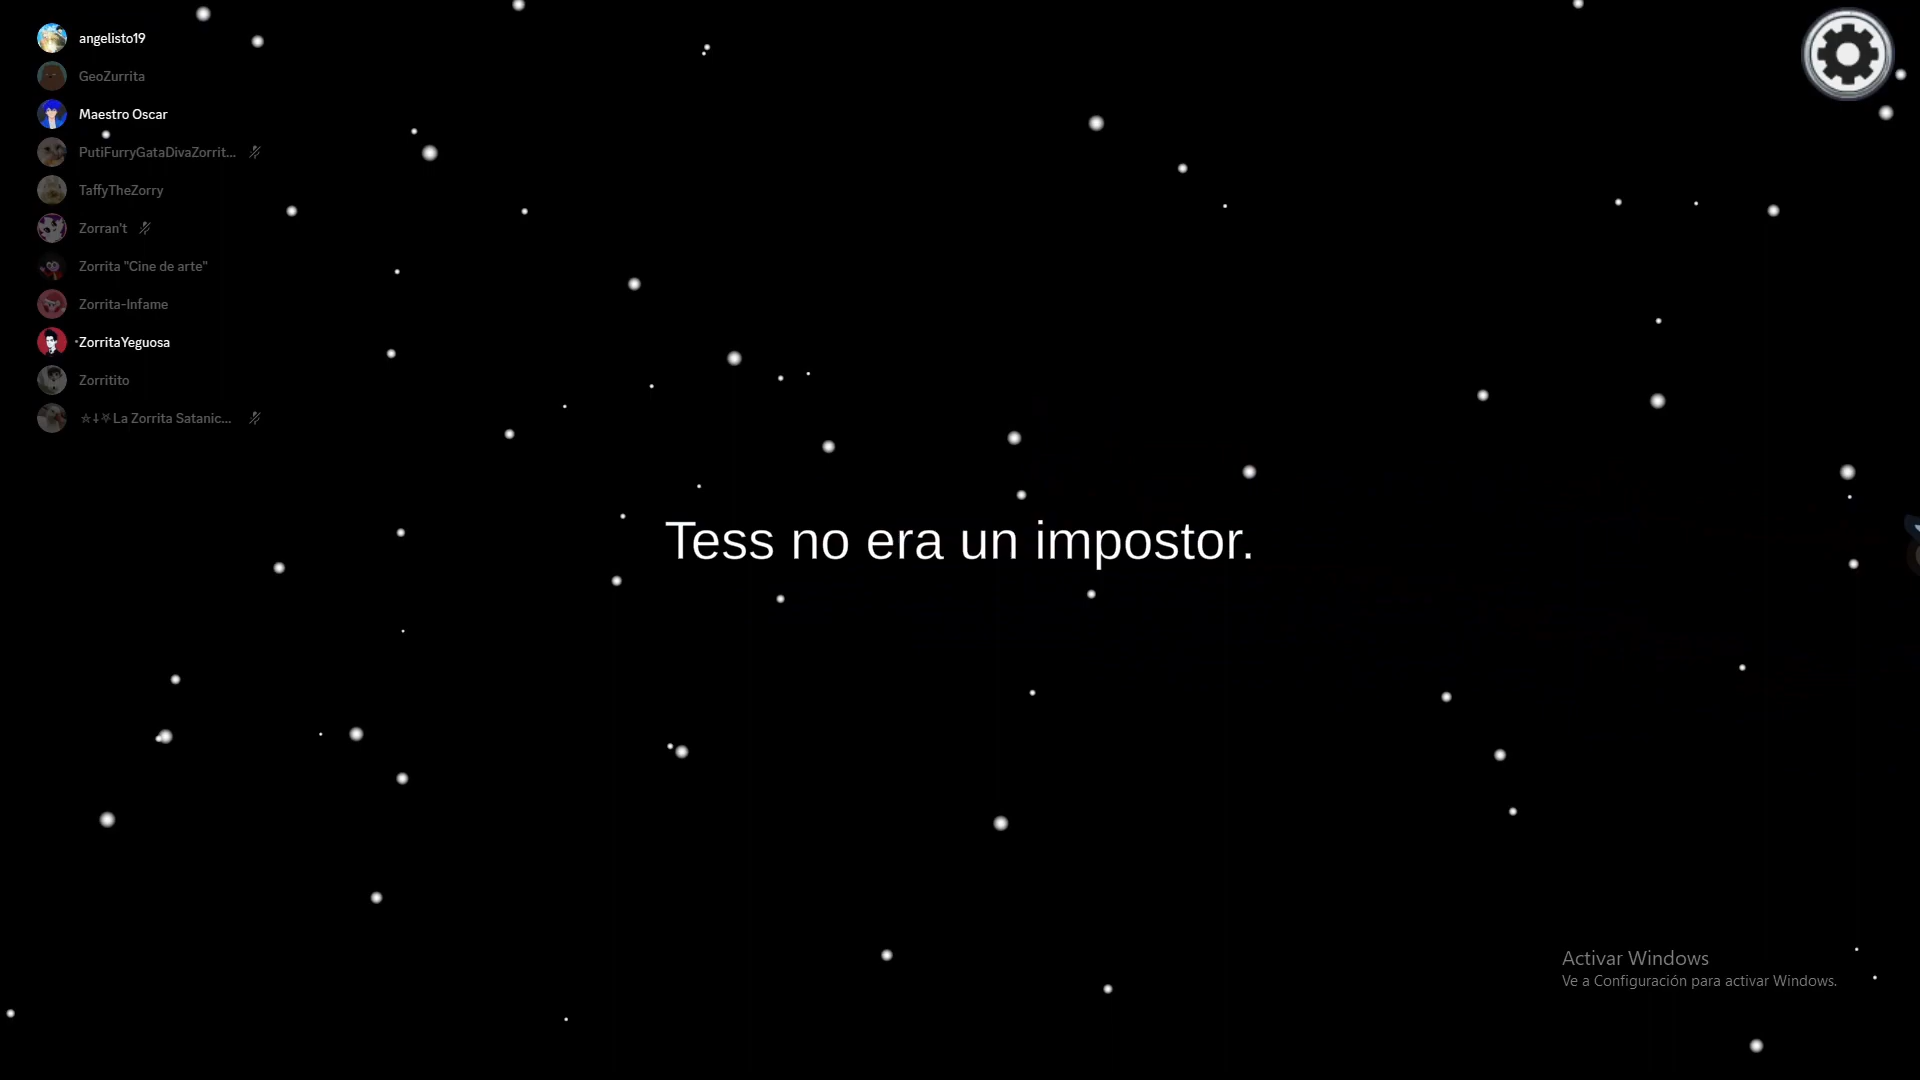 angelisto19
GeoZurrita
Maestro Oscar
PutiFurryGataDivaZorrit...
TaffyTheZorry
Zorran't
Zorrita "Cine de arte"
Zorrita-Infame
ZorritaYeguosa
Zorritito
⛧⸸⛧La Zorrita Satanic...
Tess no era un impostor.
Activar Windows
Ve a Configuración para activar Windows.